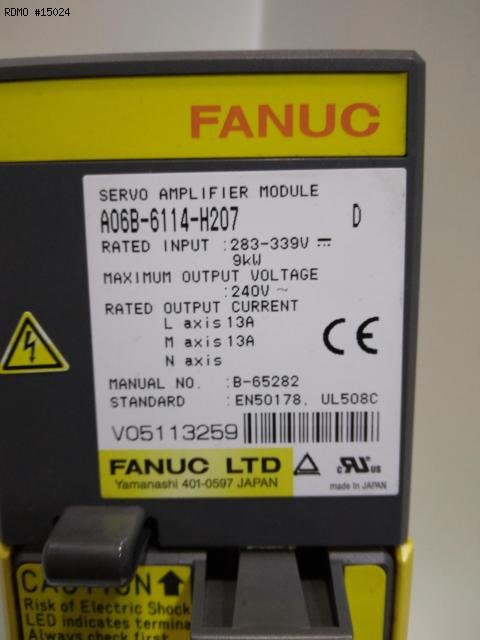 RDMO #15024
FANUC
SERVO AMPLIFIER MODULE
A06B-6114-H207 D
RATED INPUT :283-339V ⎓
9kW
MAXIMUM OUTPUT VOLTAGE
:240V ~
RATED OUTPUT CURRENT
L axis 13A
M axis 13A
N axis
CE
MANUAL NO. :B-65282
STANDARD :EN50178, UL508C
V05113259
FANUC LTD
Yamanashi 401-0597 JAPAN
c RU US
made in JAPAN
CAUTION
Risk of Electric Shock
LED indicates termina
Always check first